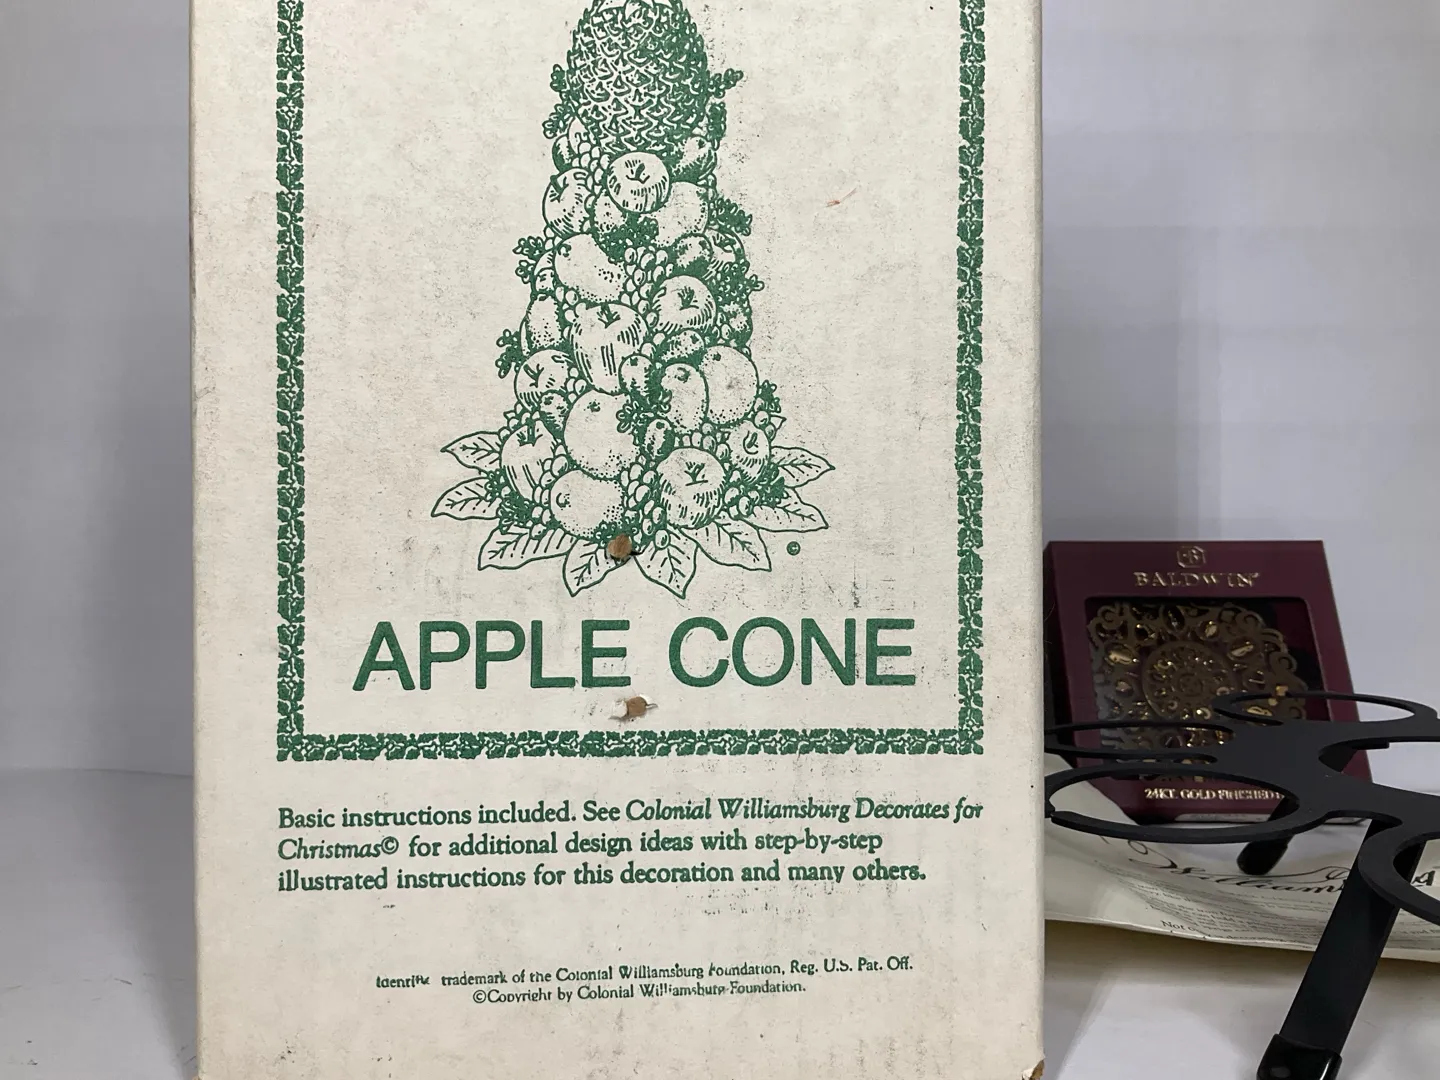 ©
APPLE CONE
Basic instructions included. See Colonial Williamsburg Decorates for
Christmas© for additional design ideas with step-by-step
illustrated instructions for this decoration and many others.
trademark of the Colonial Williamsburg Foundation, Reg. U.S. Pat. Off.
©Copyright by Colonial Williamsburg Foundation.
B
BALDWIN
24KT. GOLD FINISHED